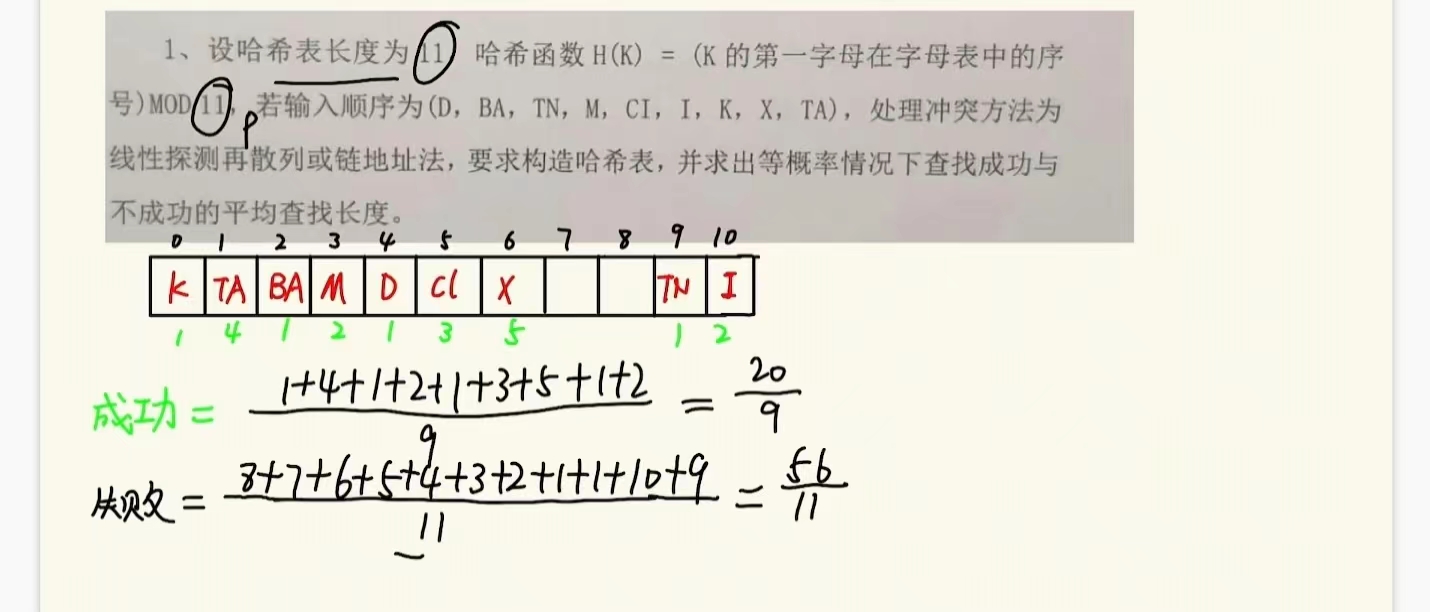 1、设哈希表长度为11 哈希函数 H(K) = (K 的第一字母在字母表中的序
号)MOD 11，若输入顺序为(D, BA, TN, M, CI, I, K, X, TA)，处理冲突方法为
P
线性探测再散列或链地址法，要求构造哈希表，并求出等概率情况下查找成功与
不成功的平均查找长度。
0 1 2 3 4 5 6 7 8 9 10
K TA BA M D CI X TN I
1 4 1 2 1 3 5 1 2
成功 = 1+4+1+2+1+3+5+1+2 / 9 = 20 / 9
失败 = 8+7+6+5+4+3+2+1+1+10+9 / 11 = 56 / 11